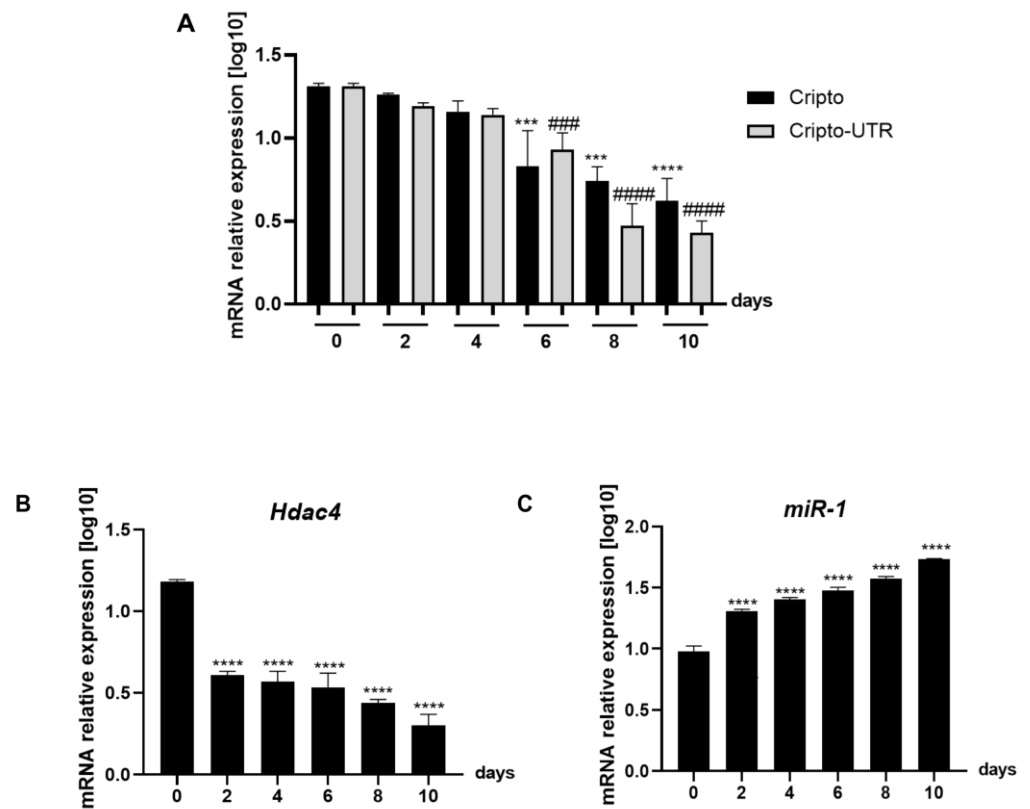 A
mRNA relative expression [log10]
1.5
1.0
0.5
0.0
Cripto
Cripto-UTR
*** ### *** #### **** ####
days
0 2 4 6 8 10
B
Hdac4
mRNA relative expression [log10]
1.5
1.0
0.5
0.0
**** **** **** **** ****
days
0 2 4 6 8 10
C
miR-1
mRNA relative expression [log10]
2.0
1.5
1.0
0.5
0.0
**** **** **** **** ****
days
0 2 4 6 8 10